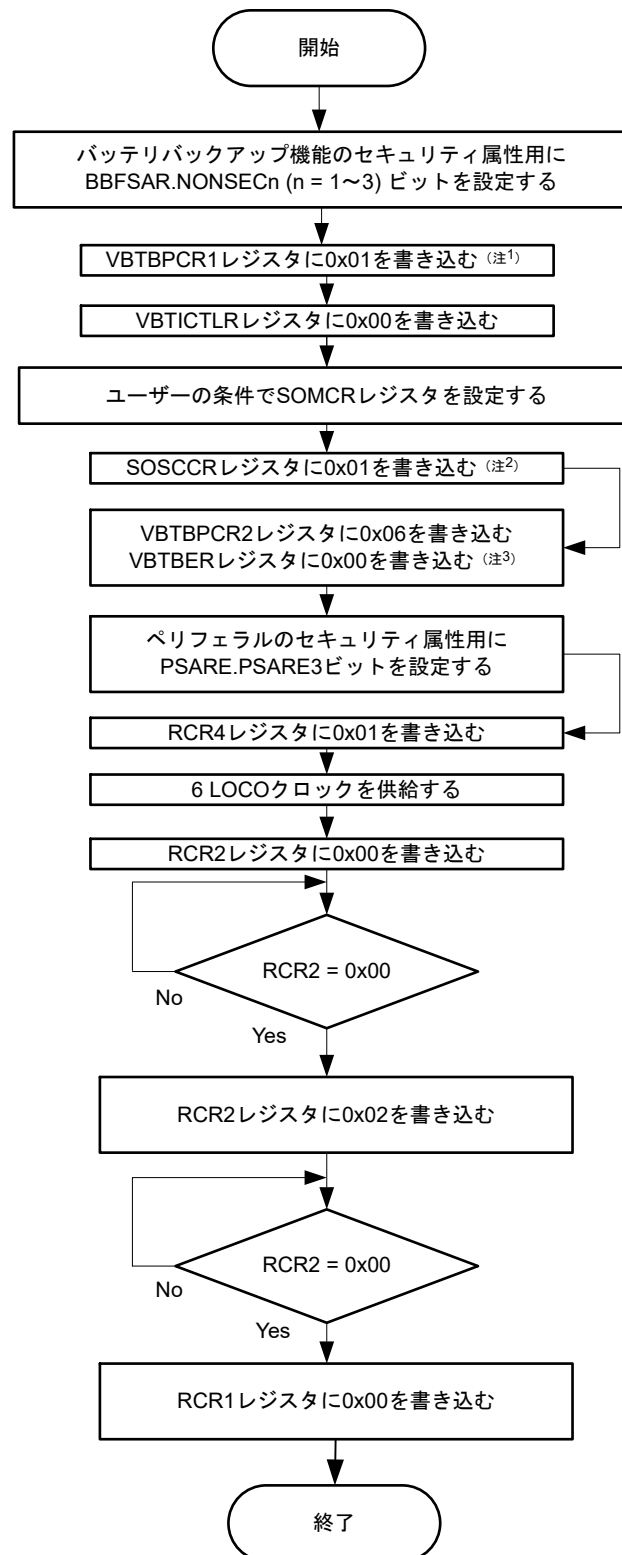 開始
バッテリバックアップ機能のセキュリティ属性用に
BBFSAR.NONSECn (n = 1～3) ビットを設定する
VBTBPCR1レジスタに0x01を書き込む（注1）
VBTICTLRレジスタに0x00を書き込む
ユーザーの条件でSOMCRレジスタを設定する
SOSCCRレジスタに0x01を書き込む（注2）
VBTBPCR2レジスタに0x06を書き込む
VBTBERレジスタに0x00を書き込む（注3）
ペリフェラルのセキュリティ属性用に
PSARE.PSARE3ビットを設定する
RCR4レジスタに0x01を書き込む
6 LOCOクロックを供給する
RCR2レジスタに0x00を書き込む
RCR2 = 0x00
No
Yes
RCR2レジスタに0x02を書き込む
RCR2 = 0x00
No
Yes
RCR1レジスタに0x00を書き込む
終了